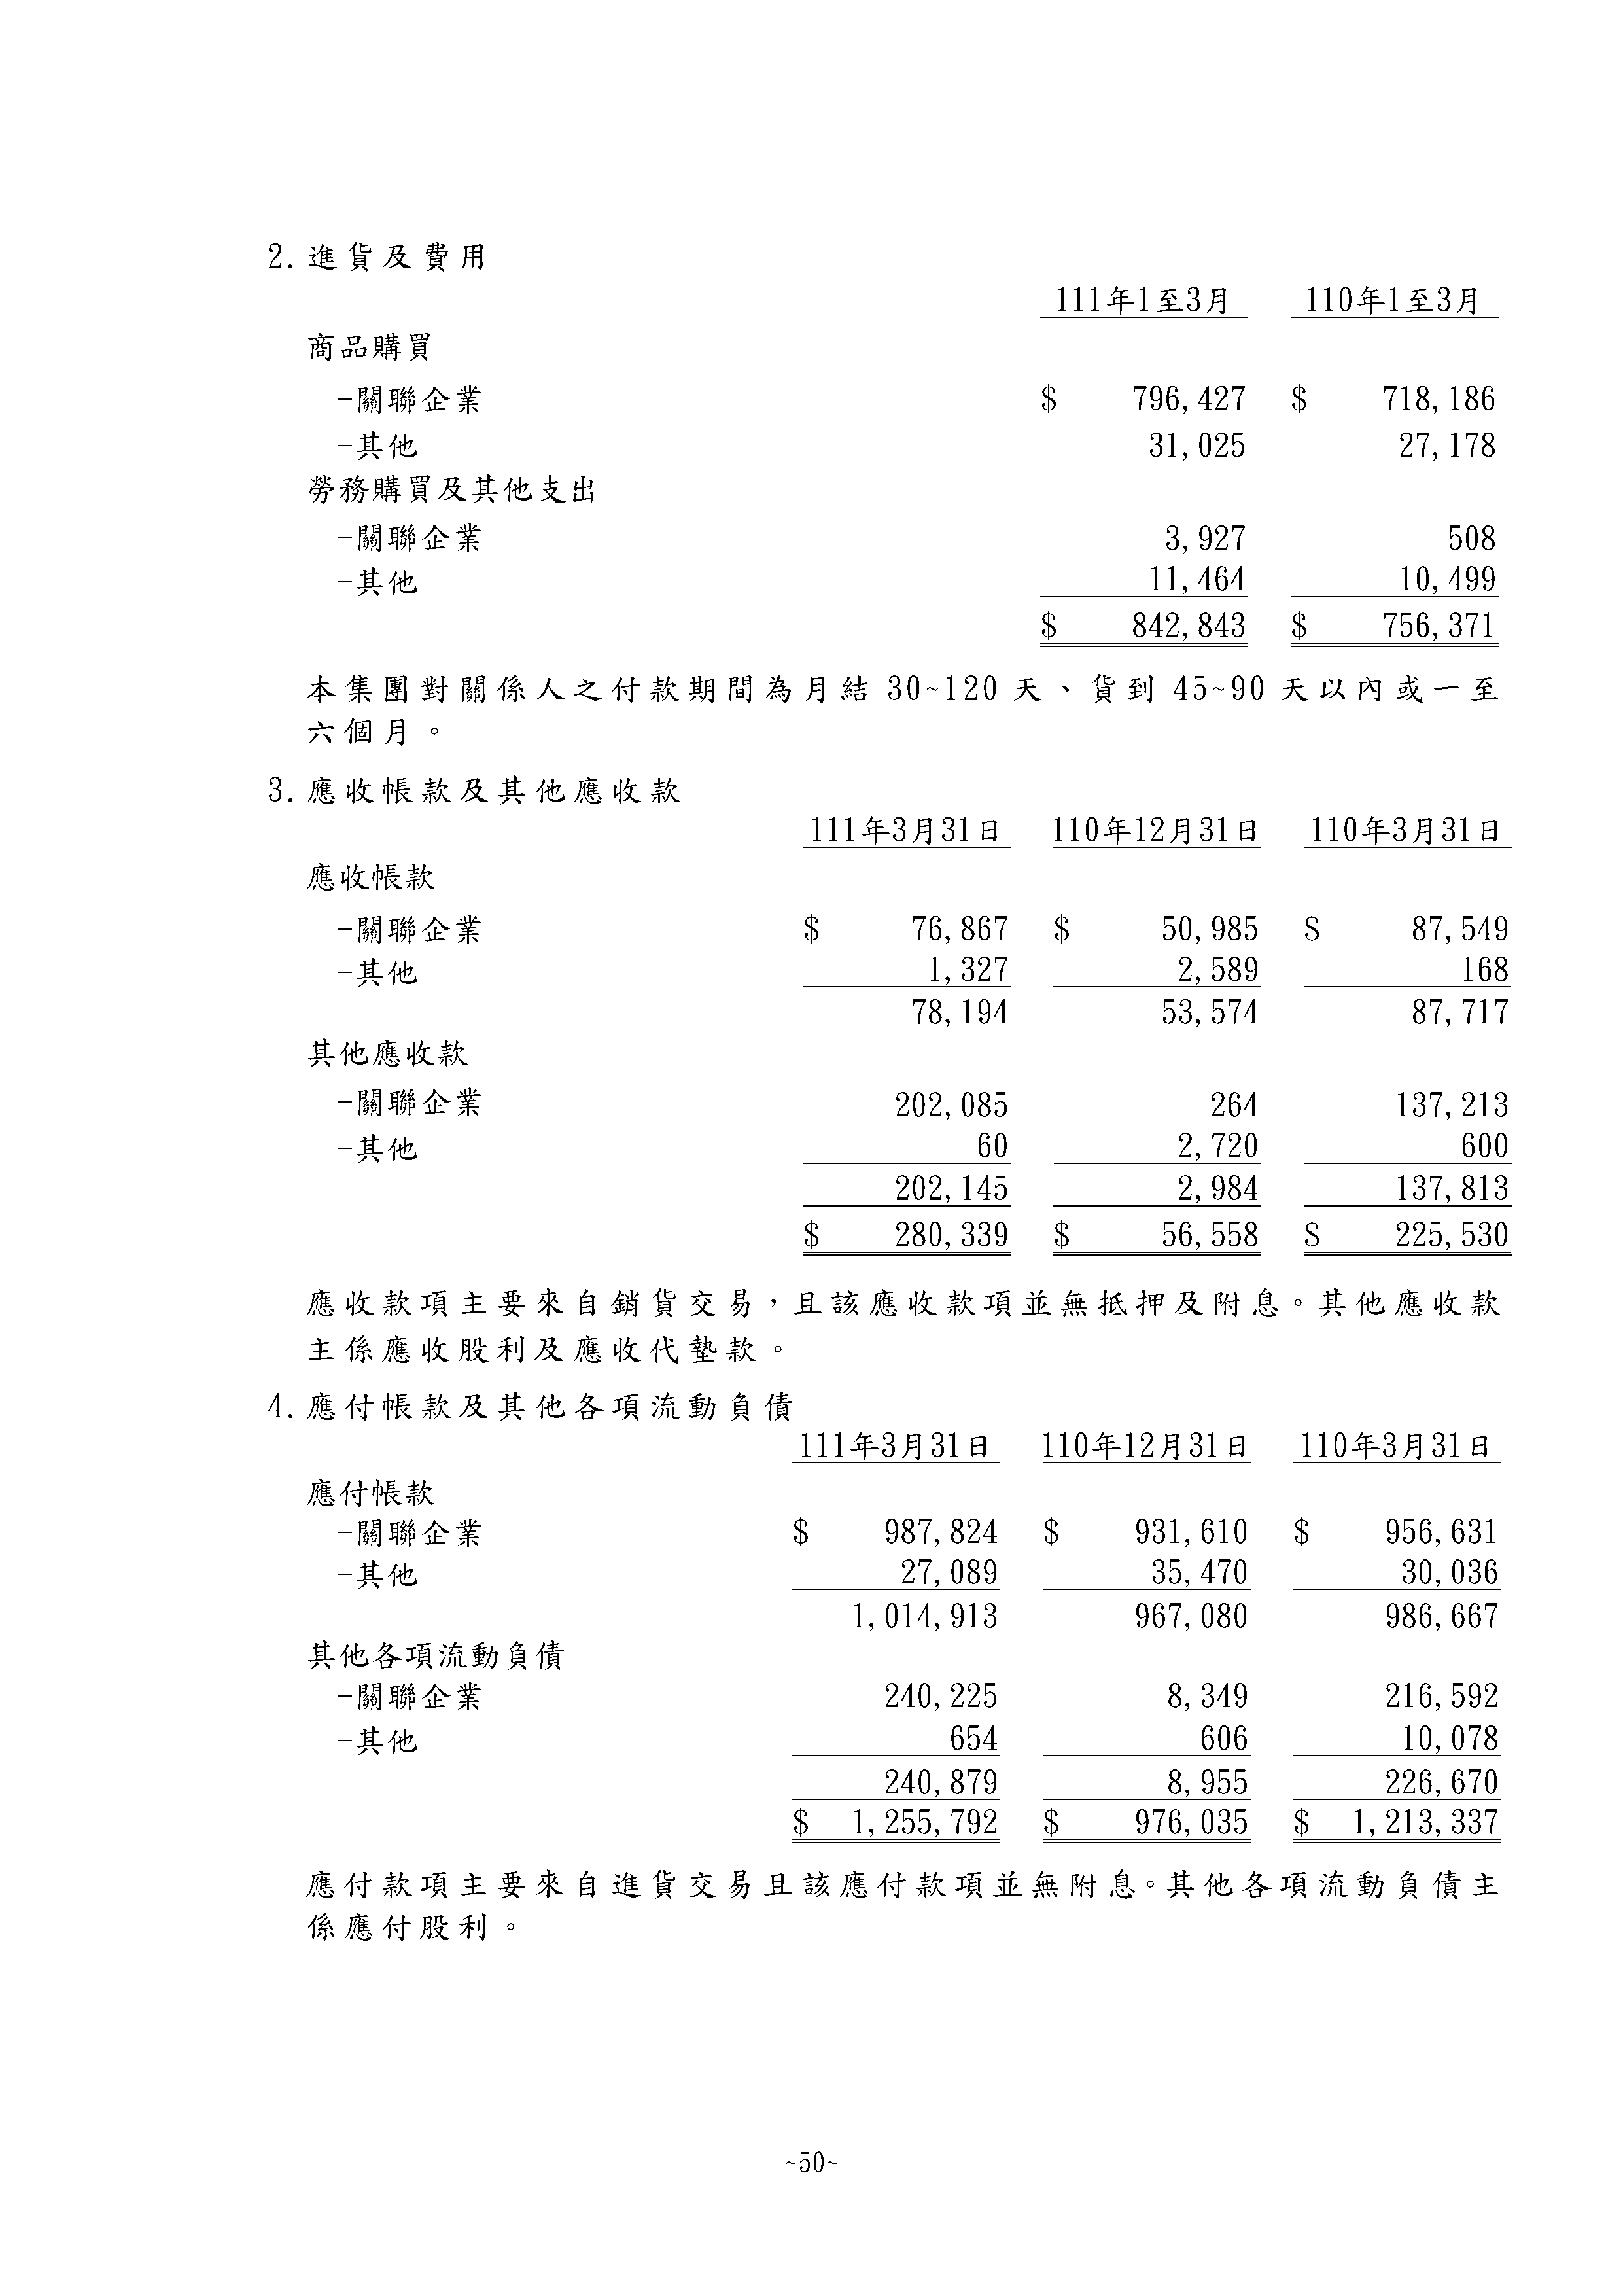 2. 進貨及費用
111年1至3月 110年1至3月
商品購買
-關聯企業 $ 796,427 $ 718,186
-其他 31,025 27,178
勞務購買及其他支出
-關聯企業 3,927 508
-其他 11,464 10,499
$ 842,843 $ 756,371
本集團對關係人之付款期間為月結 30~120 天、貨到 45~90 天以內或一至
六個月。
3. 應收帳款及其他應收款
111年3月31日 110年12月31日 110年3月31日
應收帳款
-關聯企業 $ 76,867 $ 50,985 $ 87,549
-其他 1,327 2,589 168
78,194 53,574 87,717
其他應收款
-關聯企業 202,085 264 137,213
-其他 60 2,720 600
202,145 2,984 137,813
$ 280,339 $ 56,558 $ 225,530
應收款項主要來自銷貨交易，且該應收款項並無抵押及附息。其他應收款
主係應收股利及應收代墊款。
4. 應付帳款及其他各項流動負債
111年3月31日 110年12月31日 110年3月31日
應付帳款
-關聯企業 $ 987,824 $ 931,610 $ 956,631
-其他 27,089 35,470 30,036
1,014,913 967,080 986,667
其他各項流動負債
-關聯企業 240,225 8,349 216,592
-其他 654 606 10,078
240,879 8,955 226,670
$ 1,255,792 $ 976,035 $ 1,213,337
應付款項主要來自進貨交易且該應付款項並無附息。其他各項流動負債主
係應付股利。
~50~